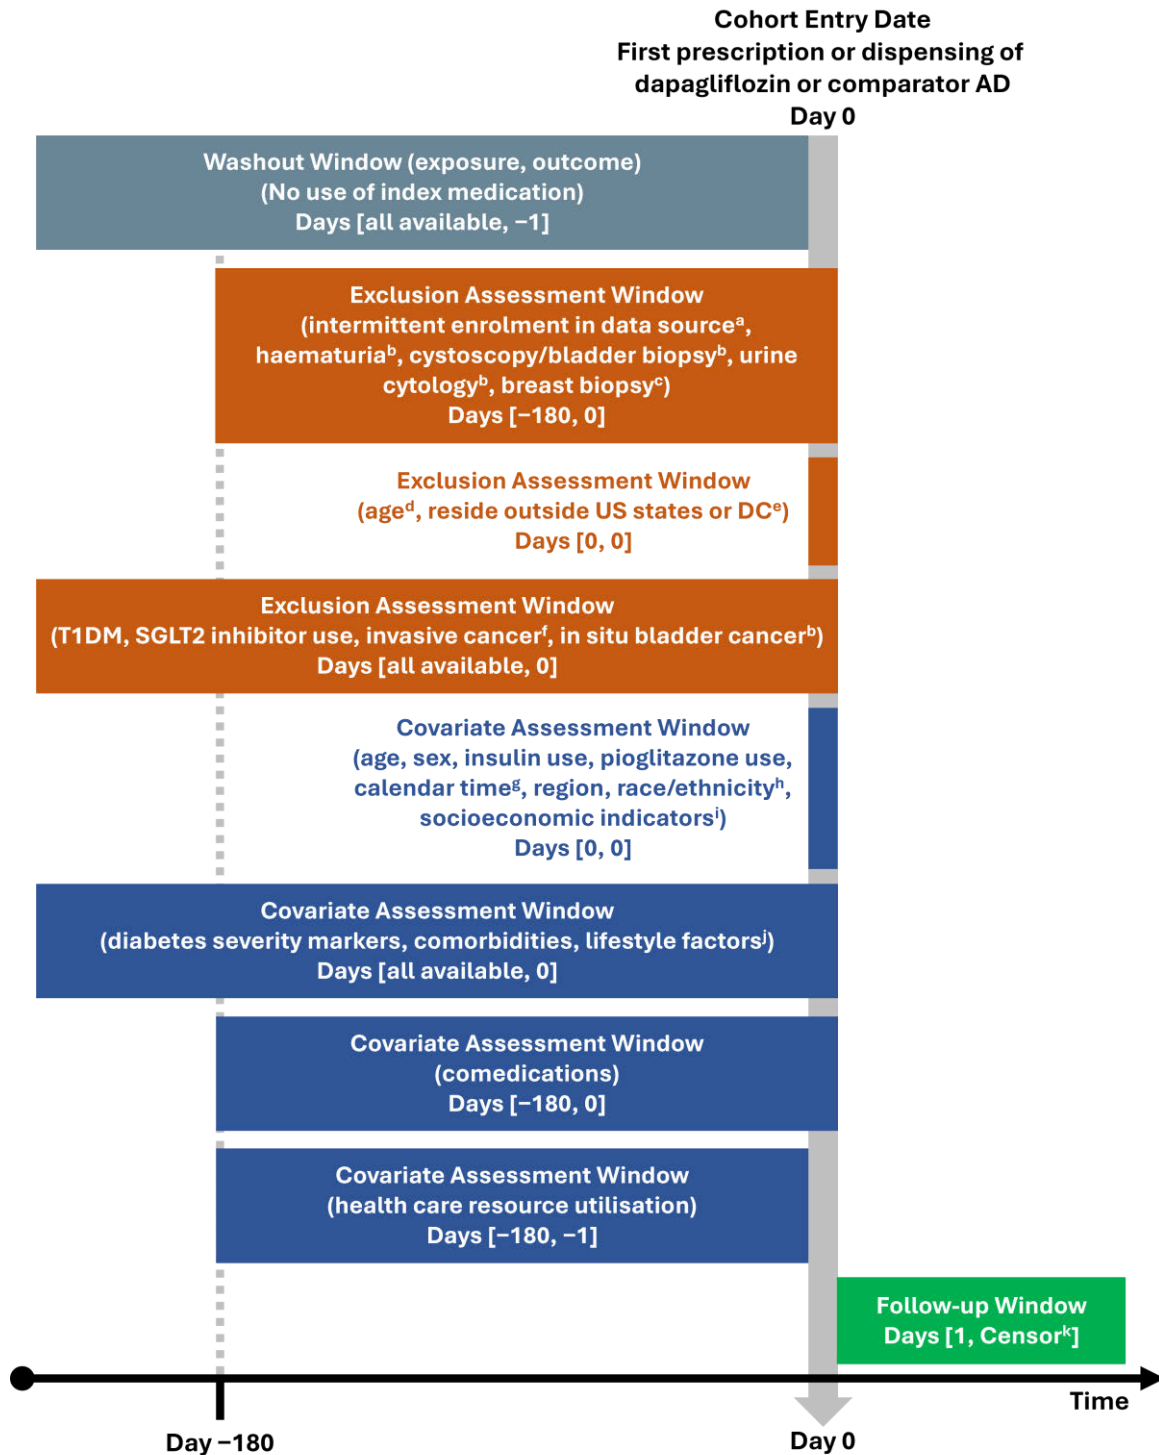 Cohort Entry Date
First prescription or dispensing of
dapagliflozin or comparator AD
Day 0
Washout Window (exposure, outcome)
(No use of index medication)
Days [all available, −1]
Exclusion Assessment Window
(intermittent enrolment in data sourceᵃ,
haematuriaᵇ, cystoscopy/bladder biopsyᵇ, urine
cytologyᵇ, breast biopsyᶜ)
Days [−180, 0]
Exclusion Assessment Window
(ageᵈ, reside outside US states or DCᵉ)
Days [0, 0]
Exclusion Assessment Window
(T1DM, SGLT2 inhibitor use, invasive cancerᶠ, in situ bladder cancerᵇ)
Days [all available, 0]
Covariate Assessment Window
(age, sex, insulin use, pioglitazone use,
calendar timeᵍ, region, race/ethnicityʰ,
socioeconomic indicatorsⁱ)
Days [0, 0]
Covariate Assessment Window
(diabetes severity markers, comorbidities, lifestyle factorsʲ)
Days [all available, 0]
Covariate Assessment Window
(comedications)
Days [−180, 0]
Covariate Assessment Window
(health care resource utilisation)
Days [−180, −1]
Follow-up Window
Days [1, Censorᵏ]
Time
Day −180
Day 0